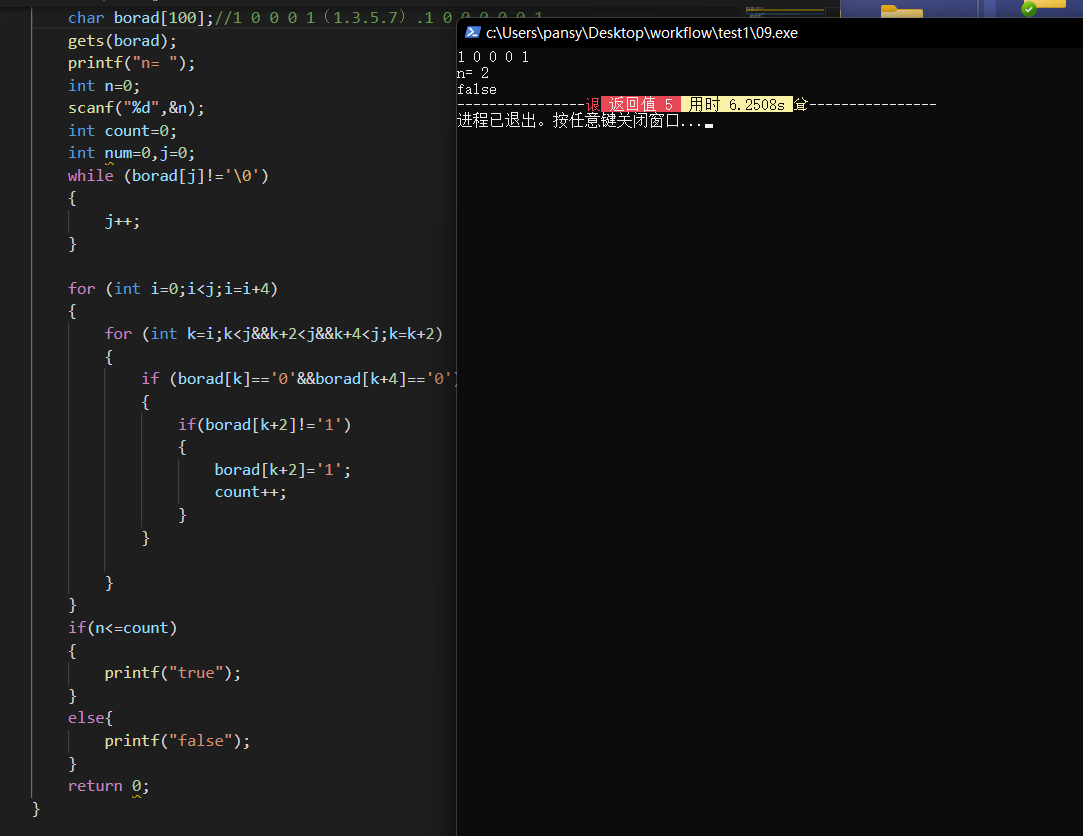 char borad[100];//1 0 0 0 1（1.3.5.7）.1 0 0 0 0 0 1
gets(borad);
printf("n= ");
int n=0;
scanf("%d",&n);
int count=0;
int num=0,j=0;
while (borad[j]!='\0')
{
j++;
}
for (int i=0;i<j;i=i+4)
{
for (int k=i;k<j&&k+2<j&&k+4<j;k=k+2)
{
if (borad[k]=='0'&&borad[k+4]=='0')
{
if(borad[k+2]!='1')
{
borad[k+2]='1';
count++;
}
}
}
}
if(n<=count)
{
printf("true");
}
else{
printf("false");
}
return 0;
}
c:\Users\pansy\Desktop\workflow\test1\09.exe
1 0 0 0 1
n= 2
false
---------------- 返回值 5 用时 6.2508s ----------------
进程已退出。按任意键关闭窗口...